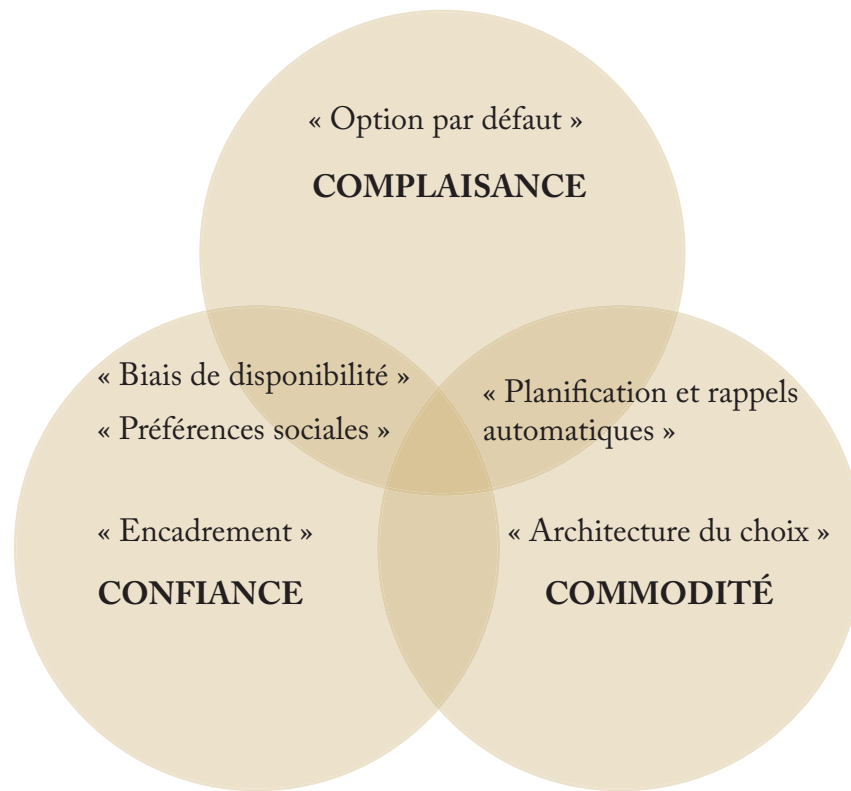 « Option par défaut »
COMPLAISANCE
« Biais de disponibilité »
« Préférences sociales »
« Planification et rappels
automatiques »
« Encadrement »
CONFIANCE
« Architecture du choix »
COMMODITÉ